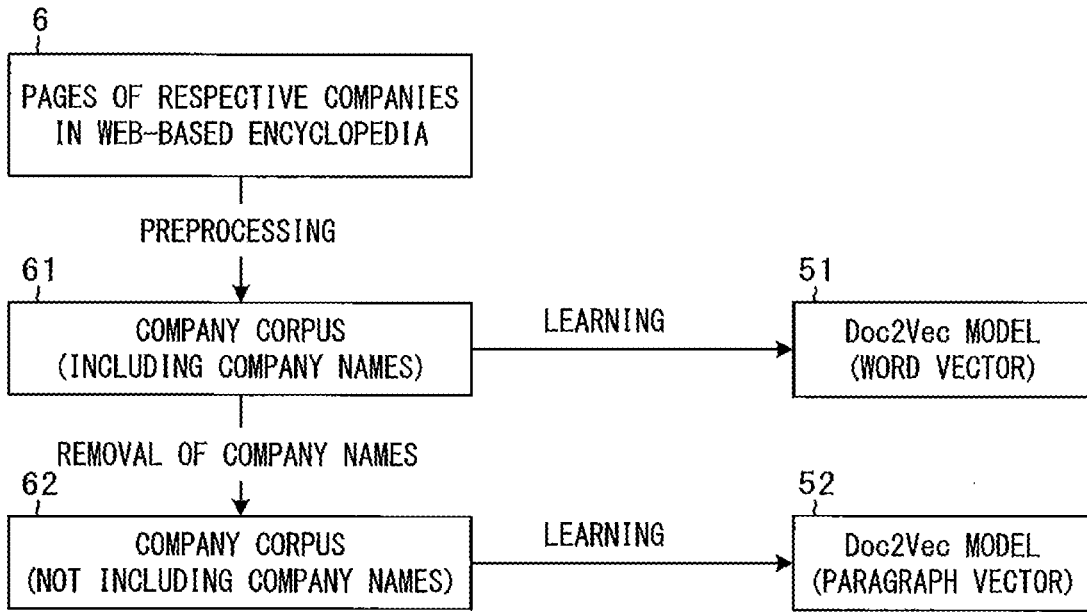 6
PAGES OF RESPECTIVE COMPANIES
IN WEB-BASED ENCYCLOPEDIA
PREPROCESSING
61
COMPANY CORPUS
(INCLUDING COMPANY NAMES)
LEARNING
51
Doc2Vec MODEL
(WORD VECTOR)
REMOVAL OF COMPANY NAMES
62
COMPANY CORPUS
(NOT INCLUDING COMPANY NAMES)
LEARNING
52
Doc2Vec MODEL
(PARAGRAPH VECTOR)